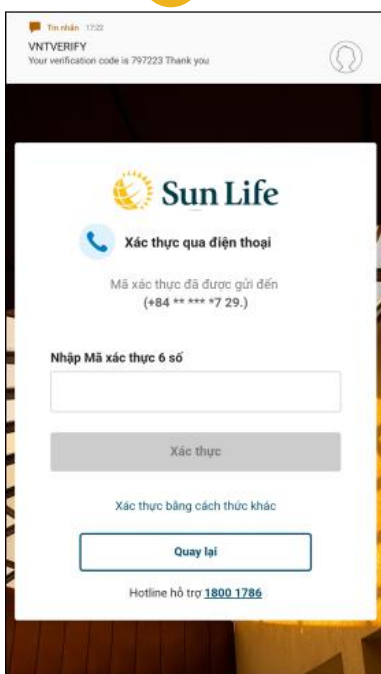 Tin nhắn 17:22
VNTVERIFY
Your verification code is 797223 Thank you
Sun Life
Xác thực qua điện thoại
Mã xác thực đã được gửi đến
(+84 ** *** *7 29.)
Nhập Mã xác thực 6 số
Xác thực
Xác thực bằng cách thức khác
Quay lại
Hotline hỗ trợ 1800 1786